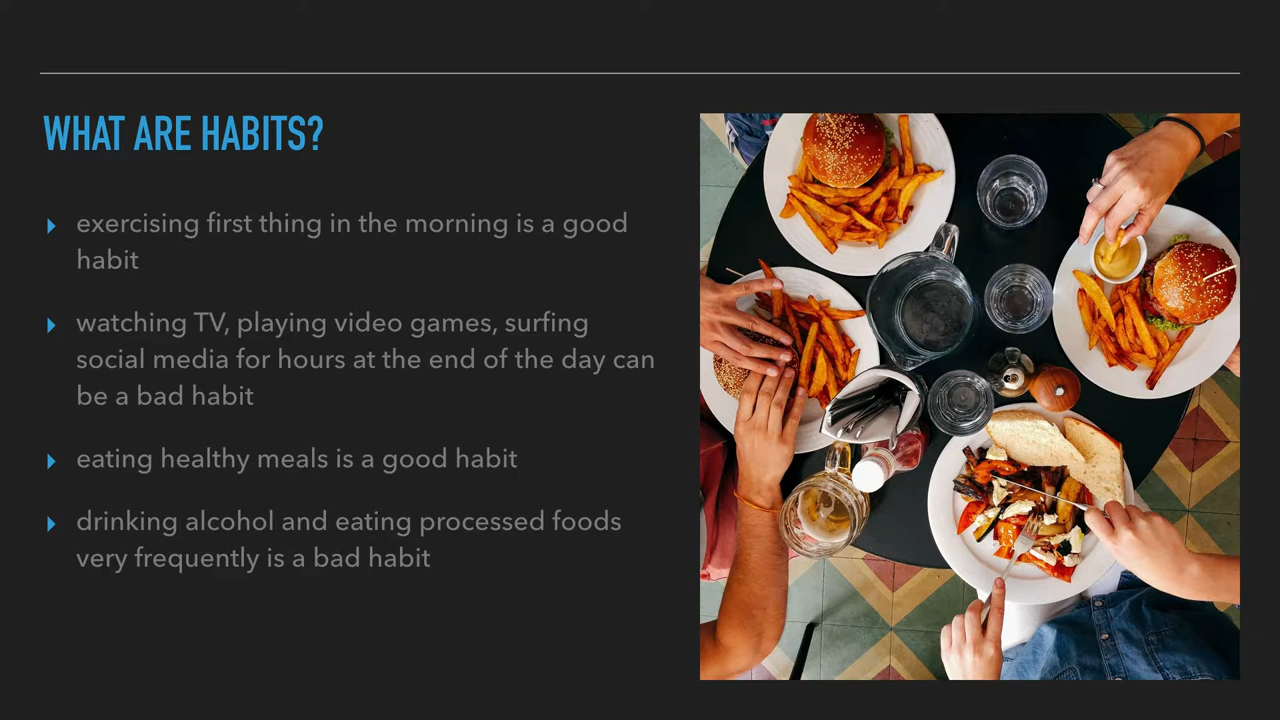 WHAT ARE HABITS?
exercising first thing in the morning is a good
habit
watching TV, playing video games, surfing
social media for hours at the end of the day can
be a bad habit
eating healthy meals is a good habit
drinking alcohol and eating processed foods
very frequently is a bad habit